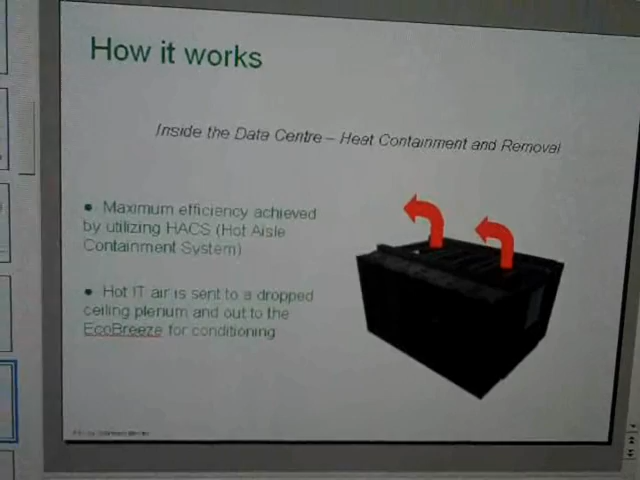 How it works
Inside the Data Centre – Heat Containment and Removal
● Maximum efficiency achieved
by utilizing HACS (Hot Aisle
Containment System)
● Hot IT air is sent to a dropped
ceiling plenum and out to the
EcoBreeze for conditioning